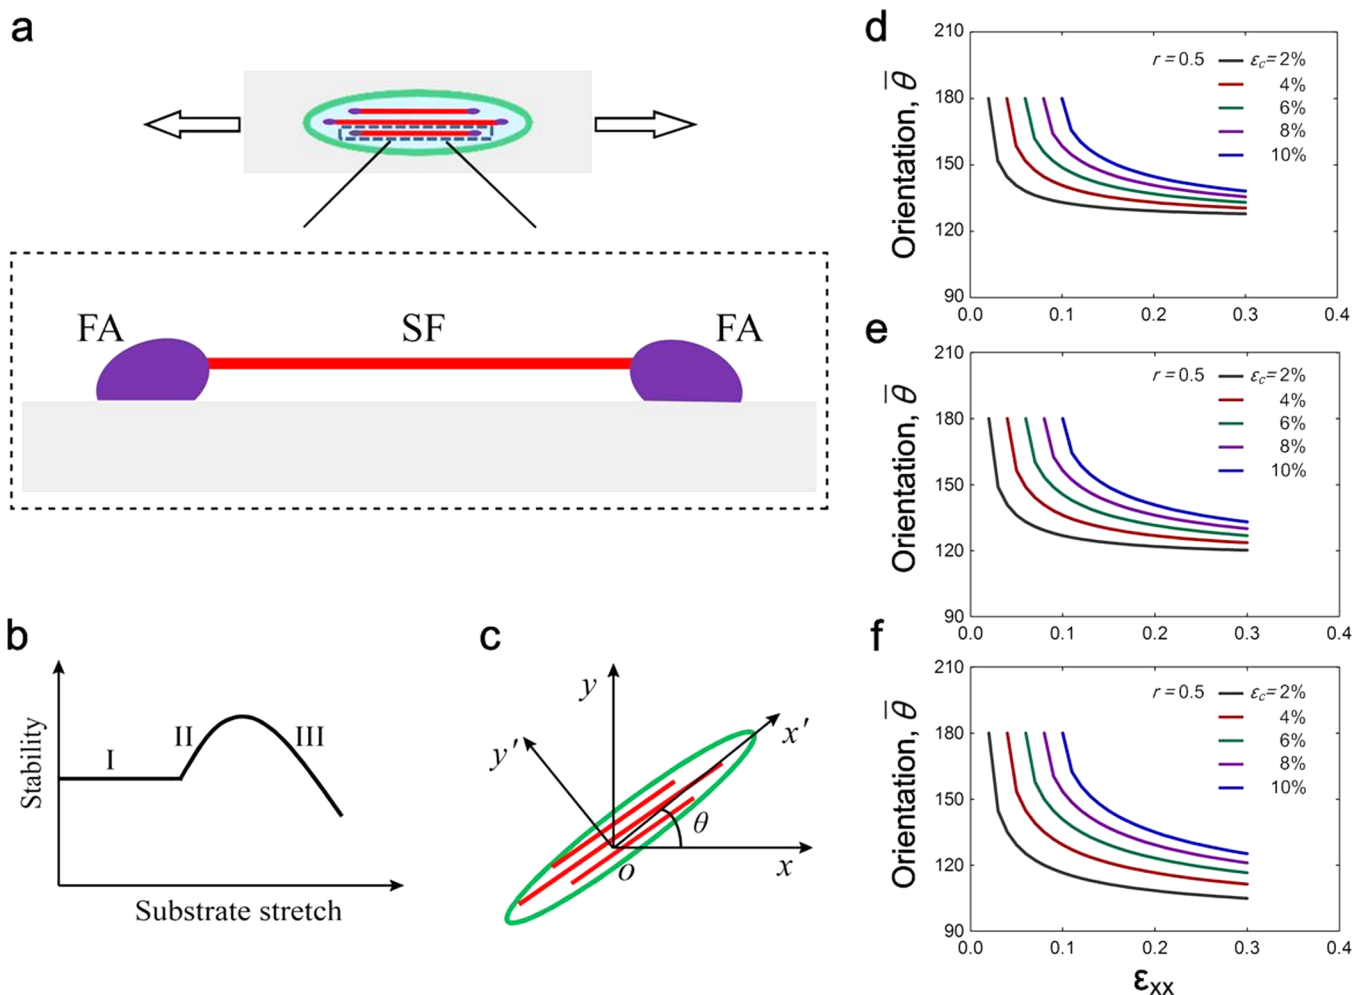 a
FA
SF
FA
b
Stability
I
II
III
Substrate stretch
c
y
y'
x'
θ
o
x
d
Orientation, θ̅
210
180
150
120
90
0.0
0.1
0.2
0.3
0.4
r = 0.5
εc= 2%
4%
6%
8%
10%
e
Orientation, θ̅
210
180
150
120
90
0.0
0.1
0.2
0.3
0.4
r = 0.5
εc= 2%
4%
6%
8%
10%
f
Orientation, θ̅
210
180
150
120
90
0.0
0.1
0.2
0.3
0.4
r = 0.5
εc= 2%
4%
6%
8%
10%
εxx